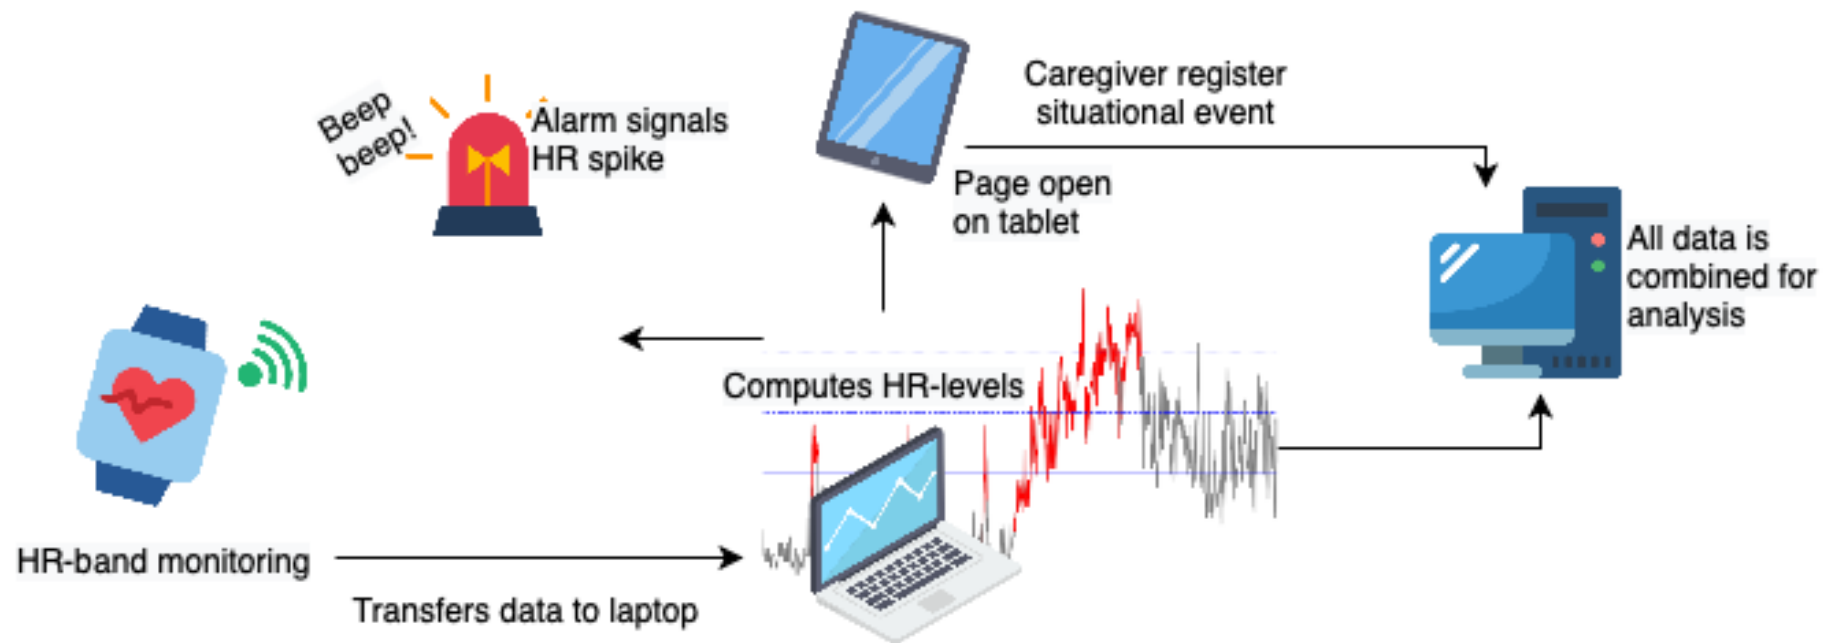 Beep
beep!
Alarm signals
HR spike
Caregiver register
situational event
Page open
on tablet
All data is
combined for
analysis
Computes HR-levels
HR-band monitoring
Transfers data to laptop